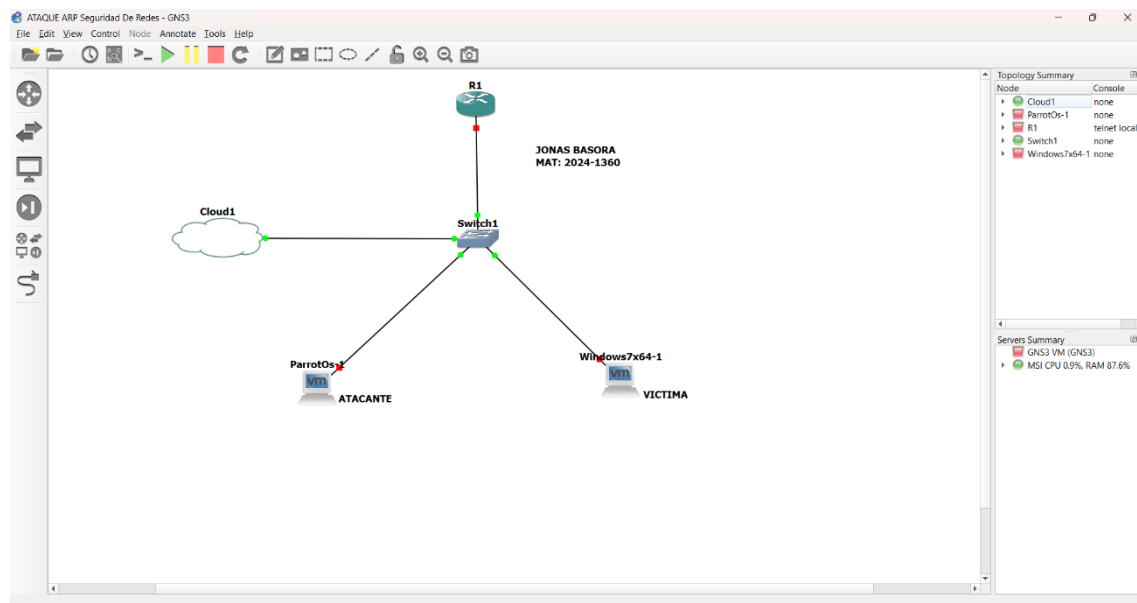 ATAQUE ARP Seguridad De Redes - GNS3
File Edit View Control Node Annotate Tools Help
R1
JONAS BASORA
MAT: 2024-1360
Cloud1
Switch1
ParrotOs-1
vm
ATACANTE
Windows7x64-1
vm
VICTIMA
Topology Summary
Node Console
Cloud1 none
ParrotOs-1 none
R1 telnet local
Switch1 none
Windows7x64-1 none
Servers Summary
GNS3 VM (GNS3)
MSI CPU 0.9%, RAM 87.6%